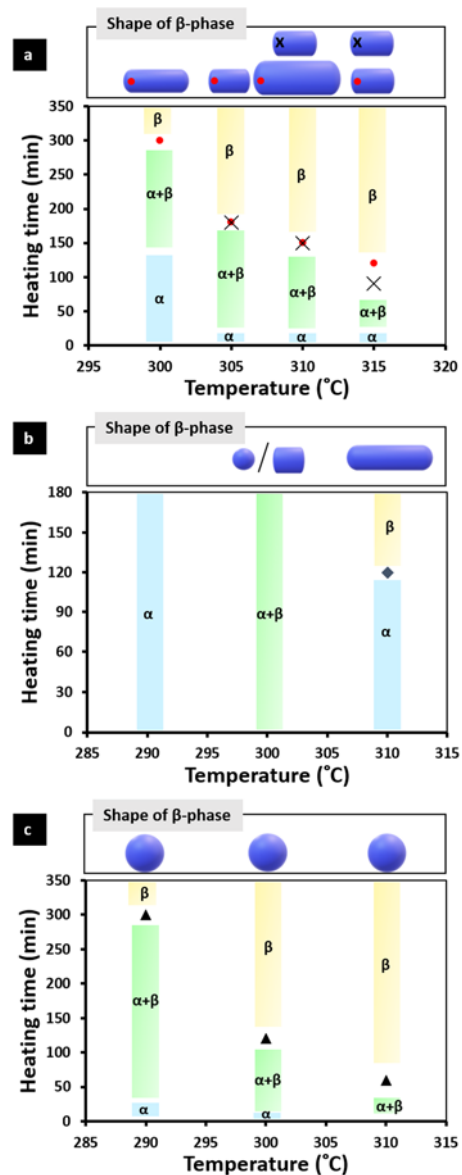 Shape of β-phase
a
x
x
350
300
250
200
150
100
50
0
Heating time (min)
β
α+β
α
β
α+β
α
β
α+β
α
β
α+β
α
295
300
305
310
315
320
Temperature (˚C)
Shape of β-phase
b
/
180
150
120
90
60
30
0
Heating time (min)
α
α+β
β
α
285
290
295
300
305
310
315
Temperature (˚C)
Shape of β-phase
c
350
300
250
200
150
100
50
0
Heating time (min)
β
α+β
α
β
α+β
α
β
α+β
285
290
295
300
305
310
315
Temperature (˚C)